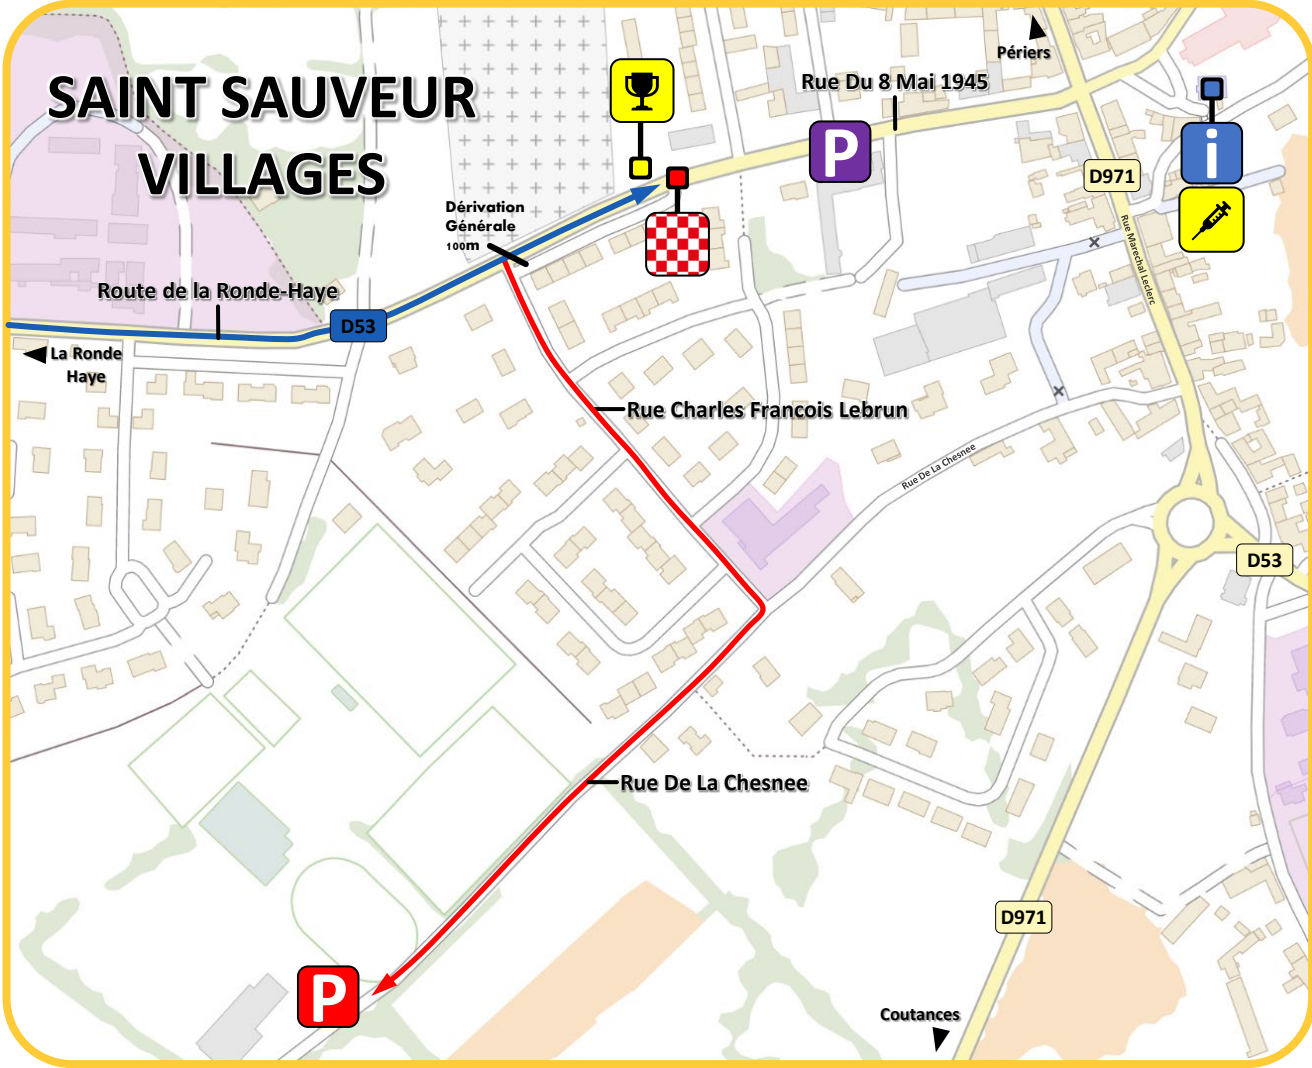 SAINT SAUVEUR
VILLAGES
Périers
Rue Du 8 Mai 1945
P
i
D971
Dérivation
Générale
100m
Rue Marechal Leclerc
Route de la Ronde-Haye
D53
La Ronde
Haye
Rue Charles Francois Lebrun
Rue De La Chesnee
D53
Rue De La Chesnee
D971
P
Coutances